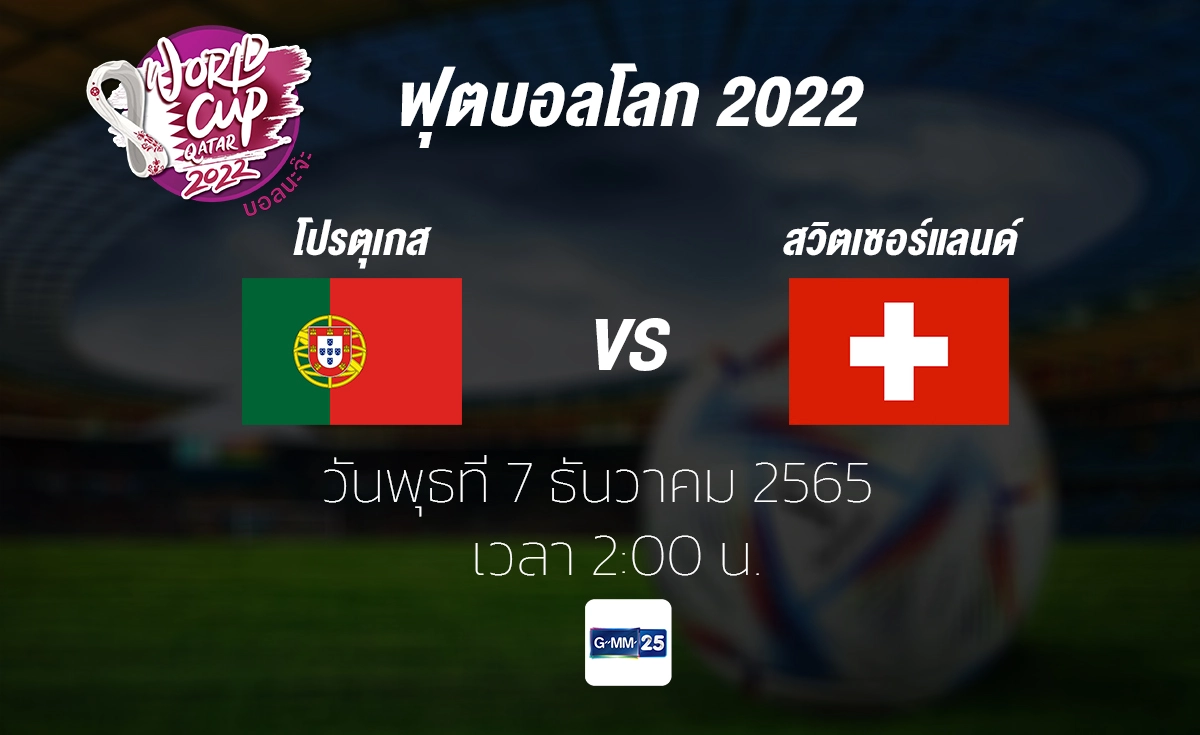 WORLD
CUP
QATAR
2022
บอลนะจ๊ะ
ฟุตบอลโลก 2022
โปรตุเกส
สวิตเซอร์แลนด์
VS
วันพุธที่ 7 ธันวาคม 2565
เวลา 2:00 น.
GMM 25